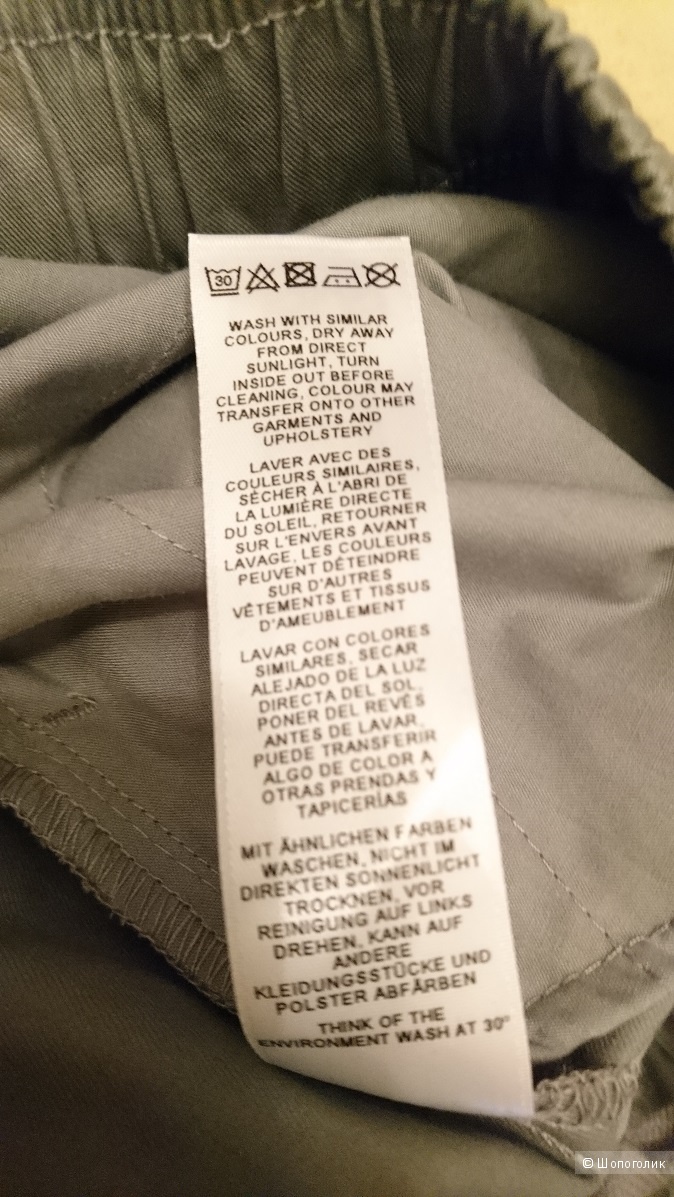 30
WASH WITH SIMILAR
COLOURS, DRY AWAY
FROM DIRECT
SUNLIGHT, TURN
INSIDE OUT BEFORE
CLEANING, COLOUR MAY
TRANSFER ONTO OTHER
GARMENTS AND
UPHOLSTERY
LAVER AVEC DES
COULEURS SIMILAIRES,
SÉCHER À L'ABRI DE
LA LUMIÈRE DIRECTE
DU SOLEIL, RETOURNER
SUR L'ENVERS AVANT
LAVAGE, LES COULEURS
PEUVENT DÉTEINDRE
SUR D'AUTRES
VÊTEMENTS ET TISSUS
D'AMEUBLEMENT
LAVAR CON COLORES
SIMILARES, SECAR
ALEJADO DE LA LUZ
DIRECTA DEL SOL,
PONER DEL REVÉS
ANTES DE LAVAR,
PUEDE TRANSFERIR
ALGO DE COLOR A
OTRAS PRENDAS Y
TAPICERÍAS
MIT ÄHNLICHEN FARBEN
WASCHEN, NICHT IM
DIREKTEN SONNENLICHT
TROCKNEN, VOR
REINIGUNG AUF LINKS
DREHEN, KANN AUF
ANDERE
KLEIDUNGSSTÜCKE UND
POLSTER ABFÄRBEN
THINK OF THE
ENVIRONMENT WASH AT 30°
© Шопоголик